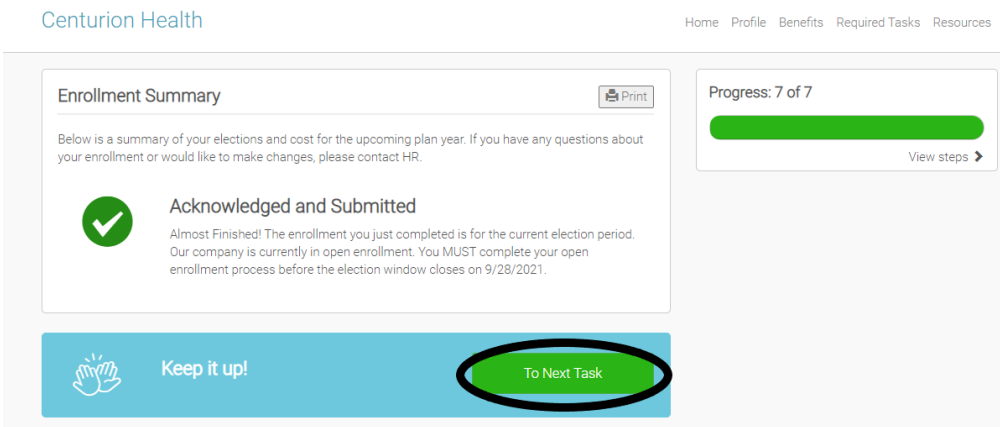 Centurion Health
Home Profile Benefits Required Tasks Resources
Enrollment Summary
Print
Below is a summary of your elections and cost for the upcoming plan year. If you have any questions about
your enrollment or would like to make changes, please contact HR.
Acknowledged and Submitted
Almost Finished! The enrollment you just completed is for the current election period.
Our company is currently in open enrollment. You MUST complete your open
enrollment process before the election window closes on 9/28/2021.
Progress: 7 of 7
View steps
Keep it up!
To Next Task